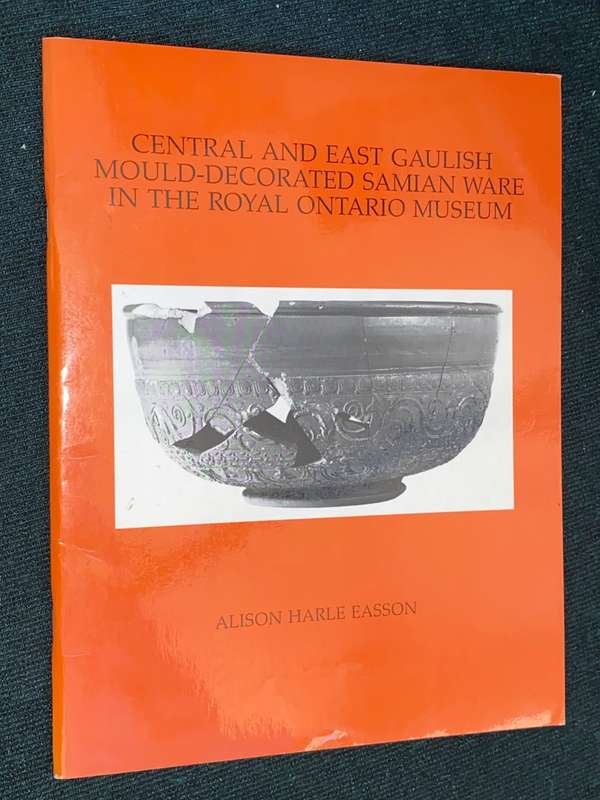 CENTRAL AND EAST GAULISH
MOULD-DECORATED SAMIAN WARE
IN THE ROYAL ONTARIO MUSEUM
ALISON HARLE EASSON